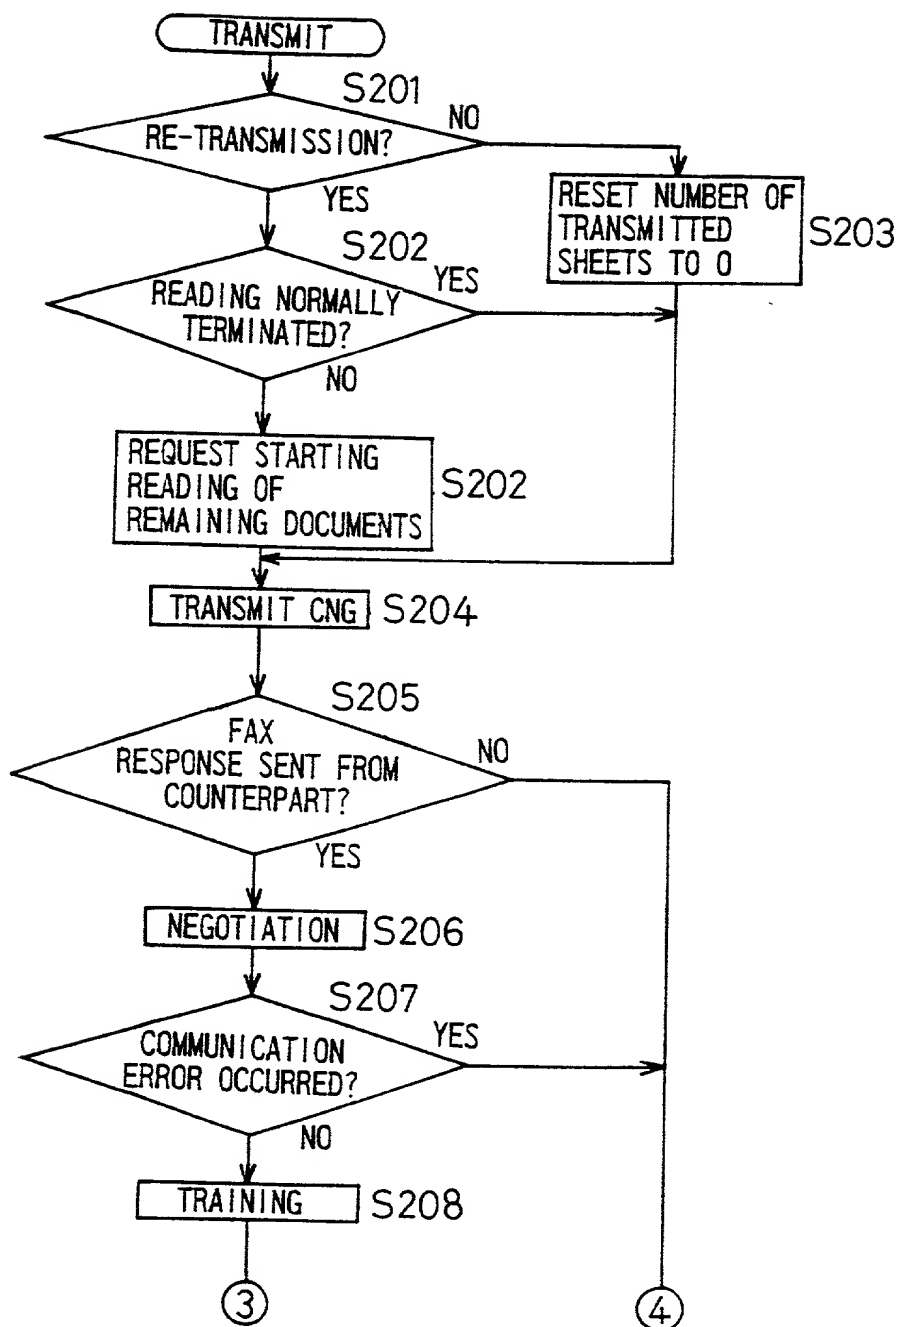 TRANSMIT
S201
RE-TRANSMISSION?
NO
YES
RESET NUMBER OF
TRANSMITTED
SHEETS TO 0
S203
S202
READING NORMALLY
TERMINATED?
YES
NO
REQUEST STARTING
READING OF
REMAINING DOCUMENTS
S202
TRANSMIT CNG
S204
S205
FAX
RESPONSE SENT FROM
COUNTERPART?
NO
YES
NEGOTIATION
S206
S207
COMMUNICATION
ERROR OCCURRED?
YES
NO
TRAINING
S208
3
4